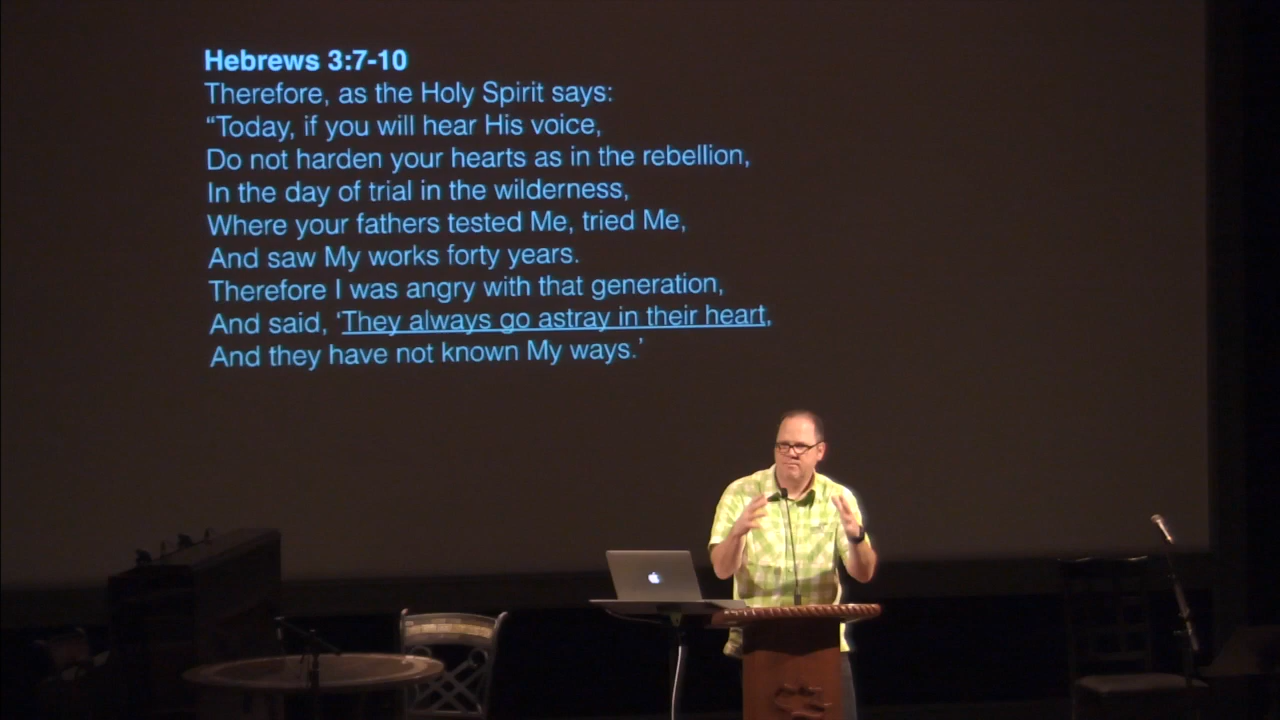 Hebrews 3:7-10
Therefore, as the Holy Spirit says:
“Today, if you will hear His voice,
Do not harden your hearts as in the rebellion,
In the day of trial in the wilderness,
Where your fathers tested Me, tried Me,
And saw My works forty years.
Therefore I was angry with that generation,
And said, ‘They always go astray in their heart,
And they have not known My ways.’